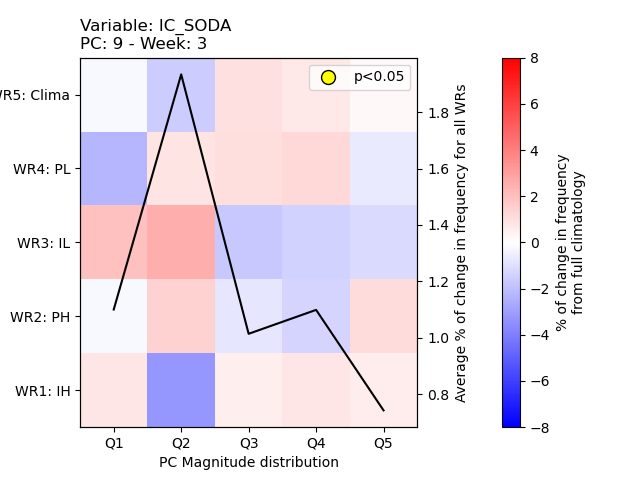 Variable: IC_SODA
PC: 9 - Week: 3
p<0.05
WR5: Clima
WR4: PL
WR3: IL
WR2: PH
WR1: IH
Q1 Q2 Q3 Q4 Q5
PC Magnitude distribution
1.8
1.6
1.4
1.2
1.0
0.8
Average % of change in frequency for all WRs
8
6
4
2
0
−2
−4
−6
−8
% of change in frequency
from full climatology